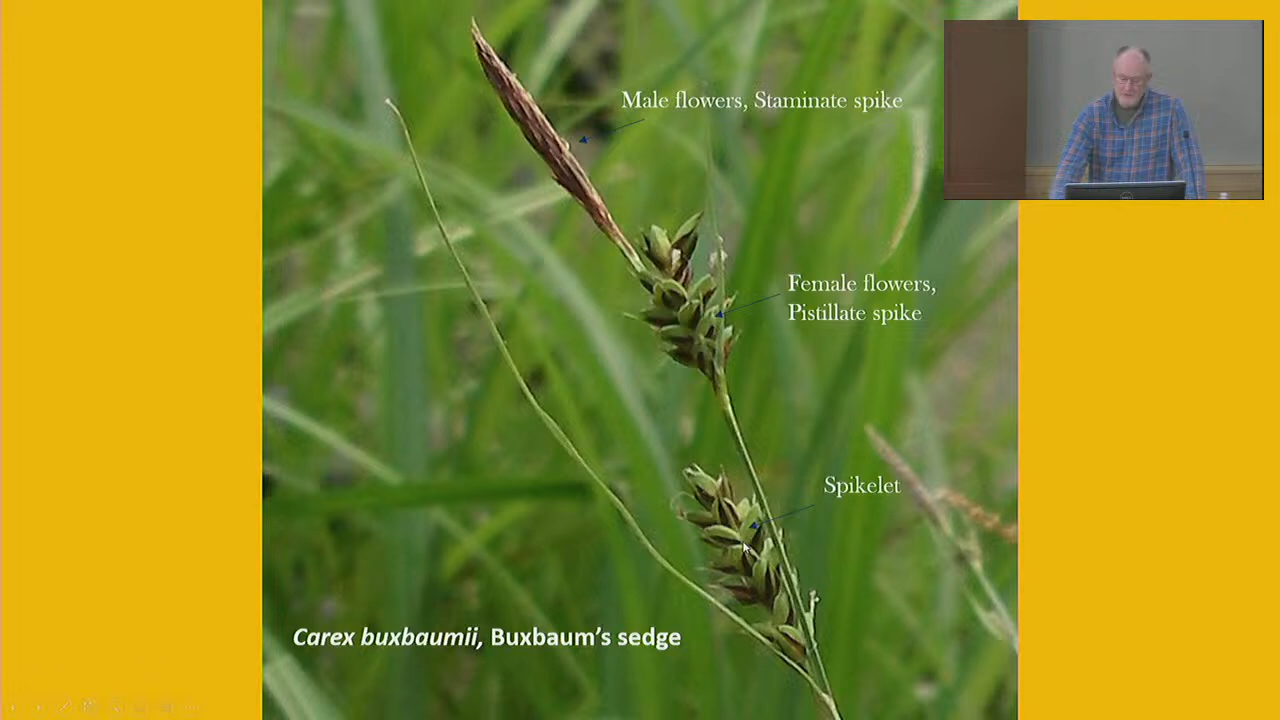 Male flowers, Staminate spike
Female flowers,
Pistillate spike
Spikelet
Carex buxbaumii, Buxbaum's sedge